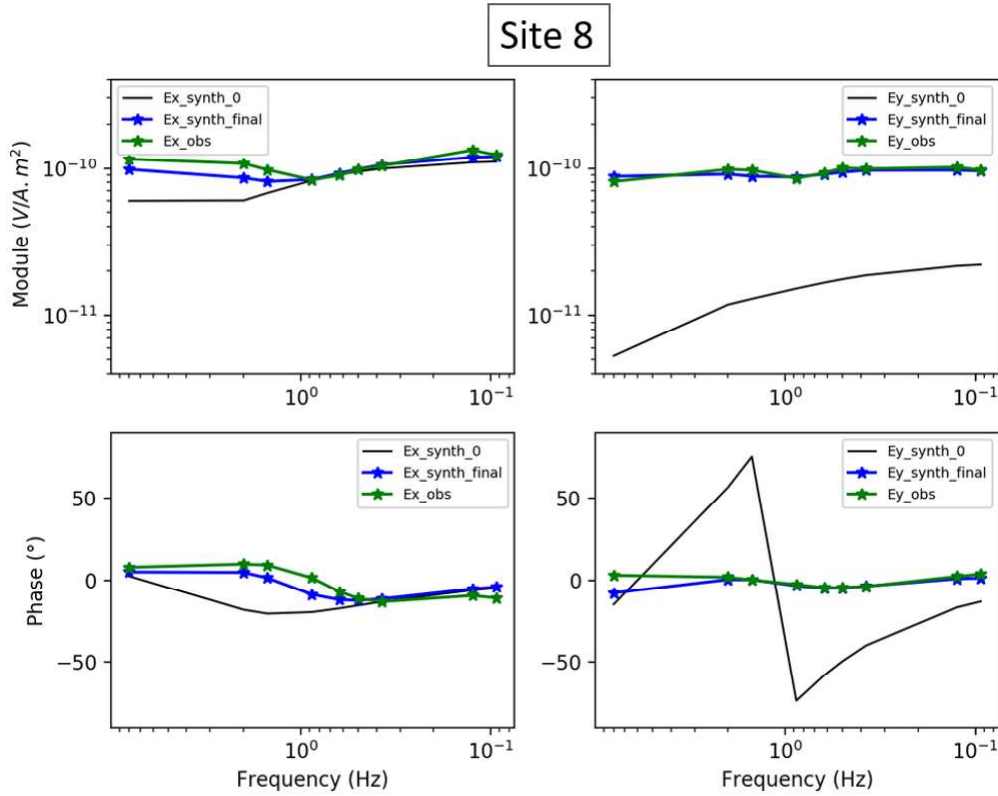 Site 8
Module (V/A. m²)
10⁻¹⁰
10⁻¹¹
Ex_synth_0
Ex_synth_final
Ex_obs
10⁰
10⁻¹
10⁻¹⁰
10⁻¹¹
Ey_synth_0
Ey_synth_final
Ey_obs
10⁰
10⁻¹
Phase (°)
50
0
−50
Ex_synth_0
Ex_synth_final
Ex_obs
10⁰
10⁻¹
Frequency (Hz)
50
0
−50
Ey_synth_0
Ey_synth_final
Ey_obs
10⁰
10⁻¹
Frequency (Hz)